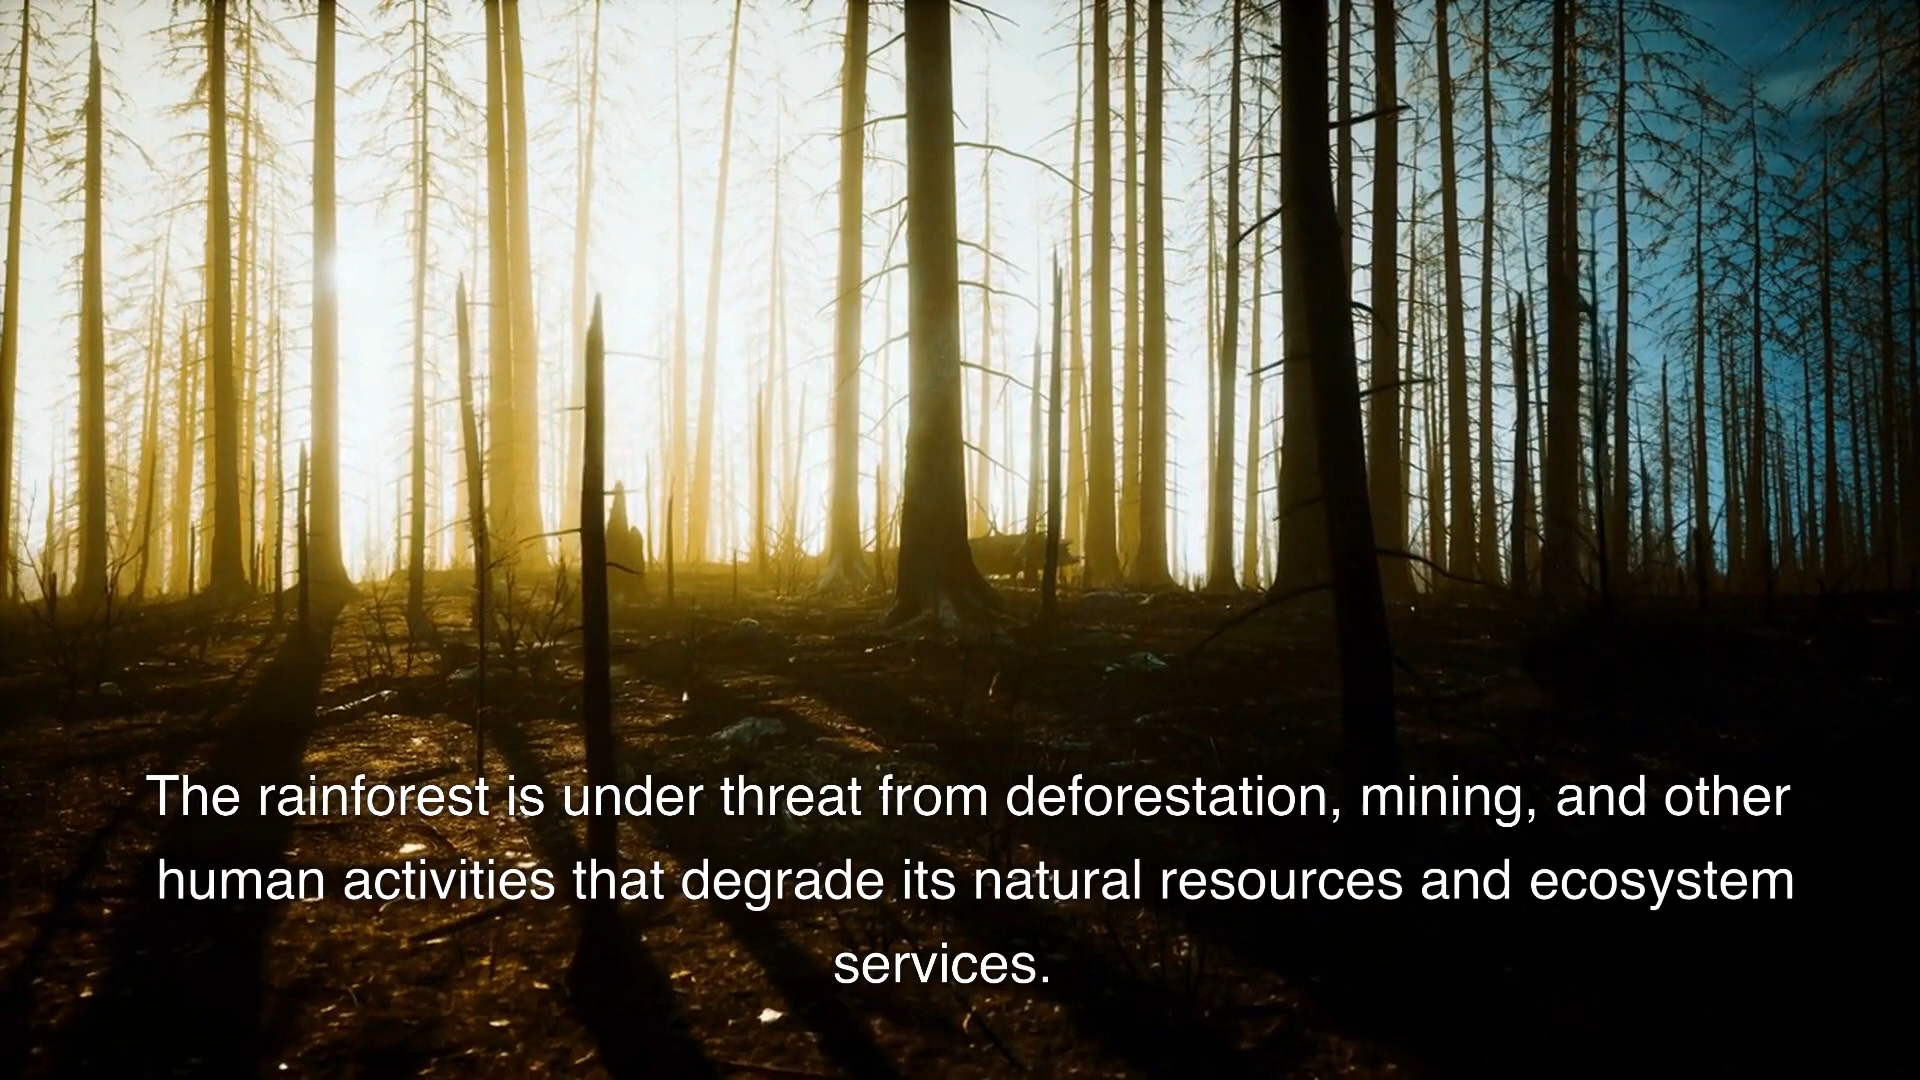 The rainforest is under threat from deforestation, mining, and other
human activities that degrade its natural resources and ecosystem
services.